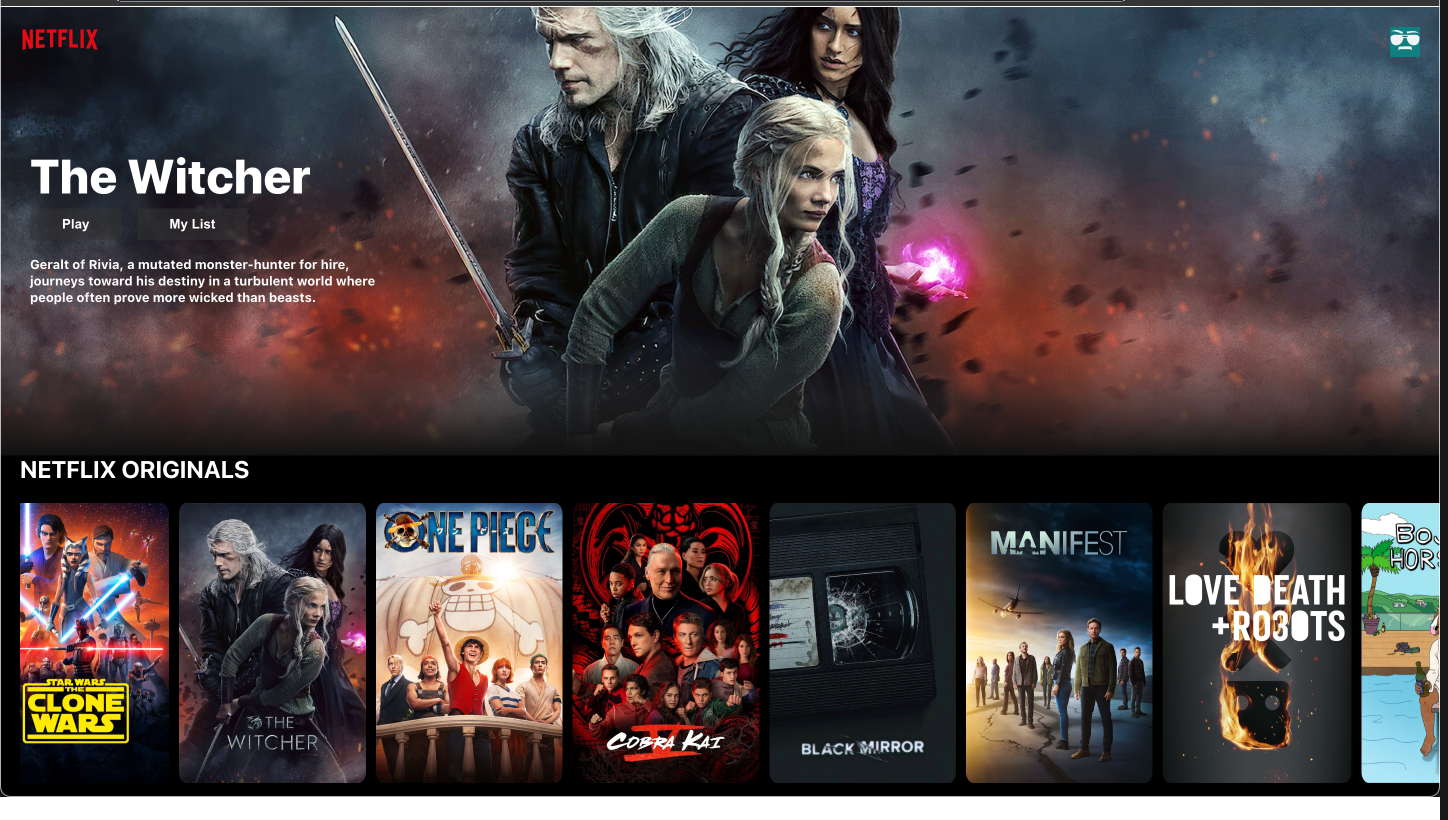 NETFLIX
The Witcher
Play
My List
Geralt of Rivia, a mutated monster-hunter for hire,
journeys toward his destiny in a turbulent world where
people often prove more wicked than beasts.
NETFLIX ORIGINALS
STAR WARS
THE
CLONE
WARS
THE
WITCHER
ONE PIECE
COBRA KAI
V
BLACK MIRROR
MANIFEST
LOVE DEATH
+ROBOTS
BOJ
HORS